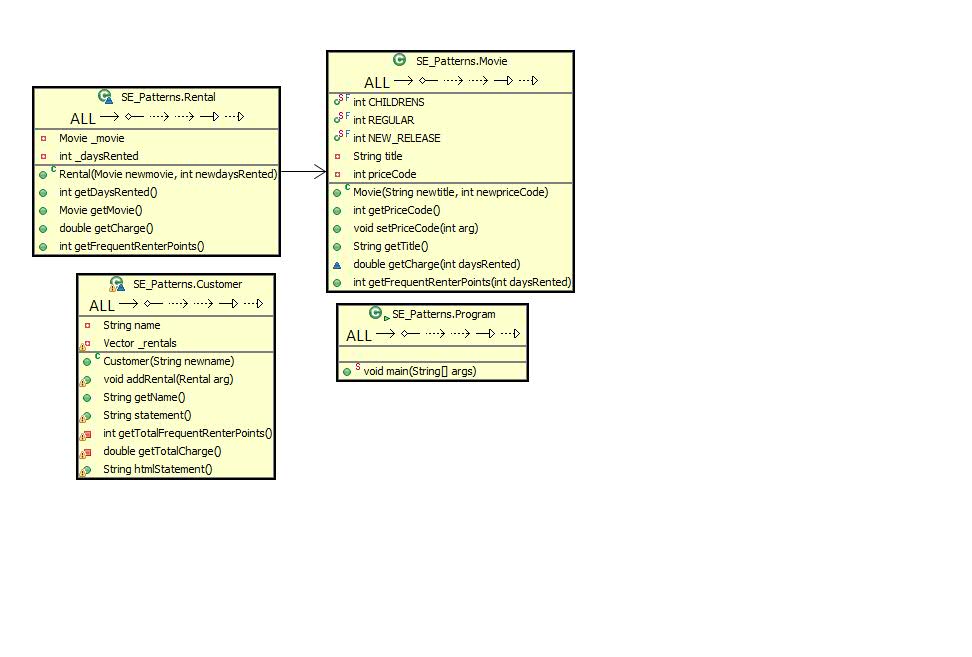 SE_Patterns.Rental
ALL
Movie _movie
int _daysRented
C Rental(Movie newmovie, int newdaysRented)
int getDaysRented()
Movie getMovie()
double getCharge()
int getFrequentRenterPoints()
C SE_Patterns.Movie
ALL
S F int CHILDRENS
S F int REGULAR
S F int NEW_RELEASE
String title
int priceCode
C Movie(String newtitle, int newpriceCode)
int getPriceCode()
void setPriceCode(int arg)
String getTitle()
double getCharge(int daysRented)
int getFrequentRenterPoints(int daysRented)
SE_Patterns.Customer
ALL
String name
Vector _rentals
C Customer(String newname)
void addRental(Rental arg)
String getName()
String statement()
int getTotalFrequentRenterPoints()
double getTotalCharge()
String htmlStatement()
C SE_Patterns.Program
ALL
S void main(String[] args)